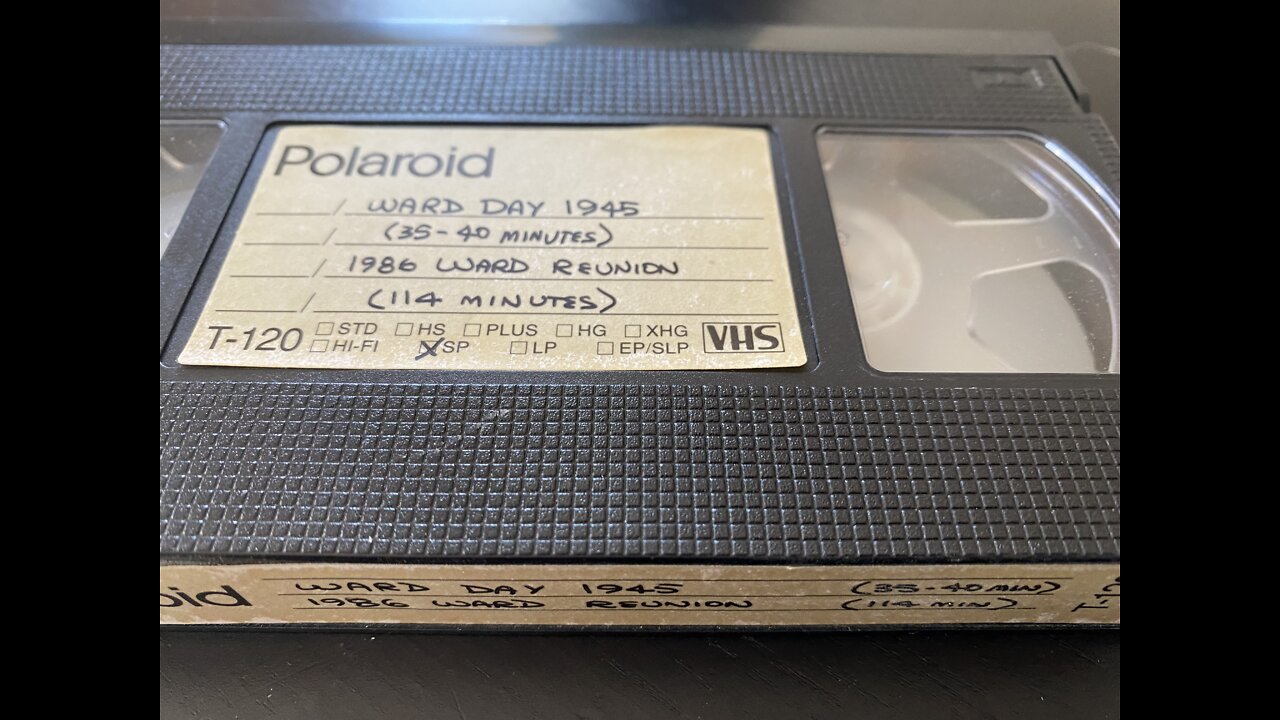 Polaroid
/ WARD DAY 1945
/ (35-40 MINUTES)
/ 1986 WARD REUNION
/ (114 MINUTES)
T-120 □ STD □ HS □ PLUS □ HG □ XHG VHS
□ HI-FI ☒ SP □ LP □ EP/SLP
oid WARD DAY 1945 (35-40 MIN) T-120
1986 WARD REUNION (114 MIN)